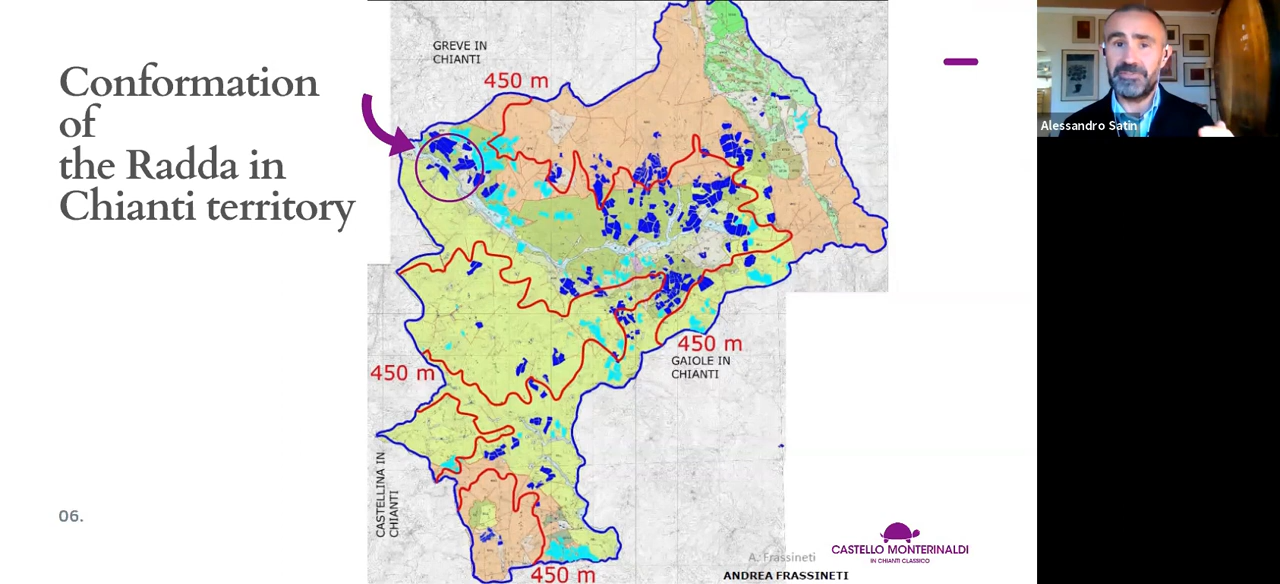 Conformation
of
the Radda in
Chianti territory
06.
GREVE IN
CHIANTI
450 m
450 m
GAIOLE IN
CHIANTI
450 m
CASTELLINA IN
CHIANTI
450 m
A. Frassineti
ANDREA FRASSINETI
CASTELLO MONTERINALDI
IN CHIANTI CLASSICO
Alessandro Satin